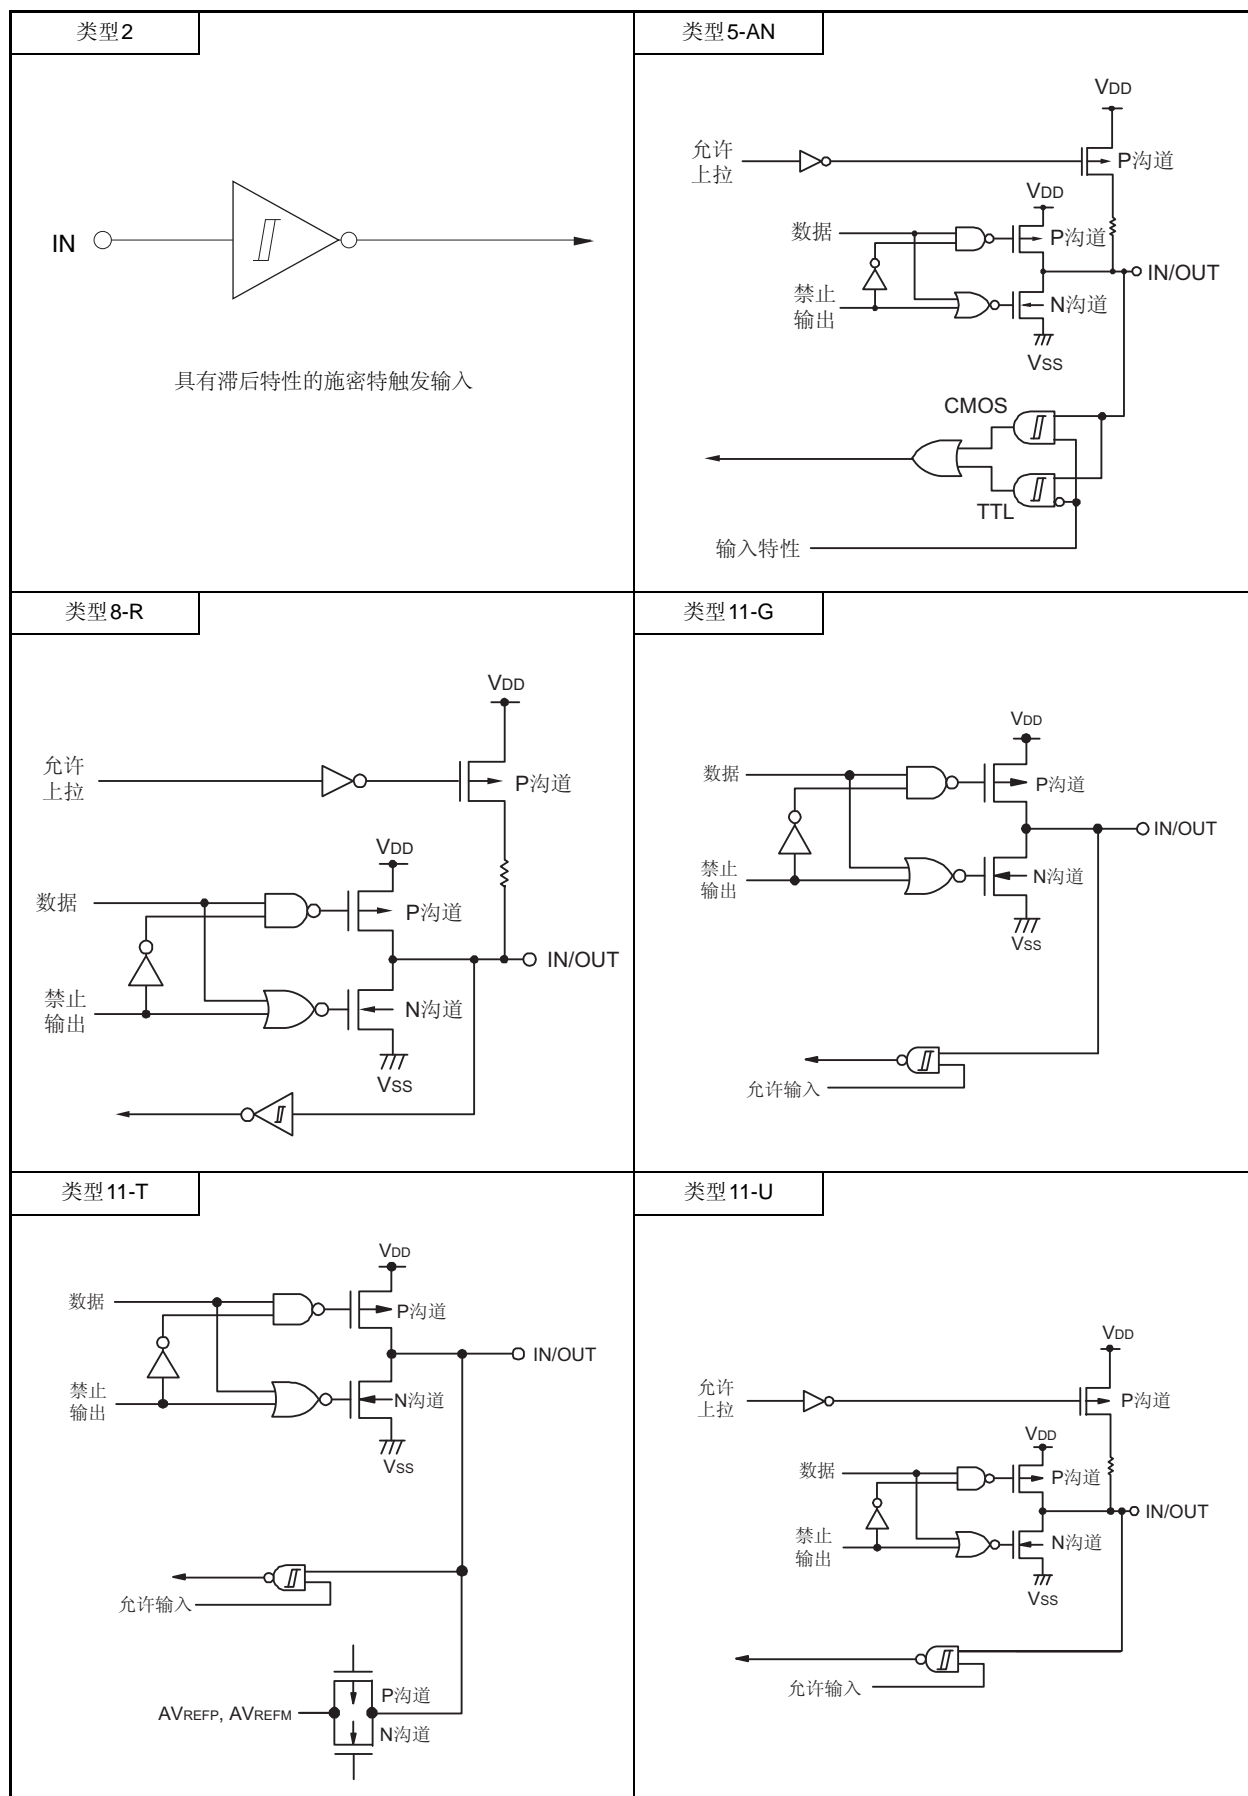 类型2
IN
具有滞后特性的施密特触发输入
类型5-AN
VDD
允许
上拉
P沟道
VDD
数据
P沟道
IN/OUT
禁止
输出
N沟道
VSS
CMOS
TTL
输入特性
类型8-R
VDD
允许
上拉
P沟道
VDD
数据
P沟道
IN/OUT
禁止
输出
N沟道
VSS
类型11-G
VDD
数据
P沟道
IN/OUT
禁止
输出
N沟道
VSS
允许输入
类型11-T
VDD
数据
P沟道
IN/OUT
禁止
输出
N沟道
VSS
允许输入
P沟道
AVREFP, AVREFM
N沟道
类型11-U
VDD
允许
上拉
P沟道
VDD
数据
P沟道
IN/OUT
禁止
输出
N沟道
VSS
允许输入